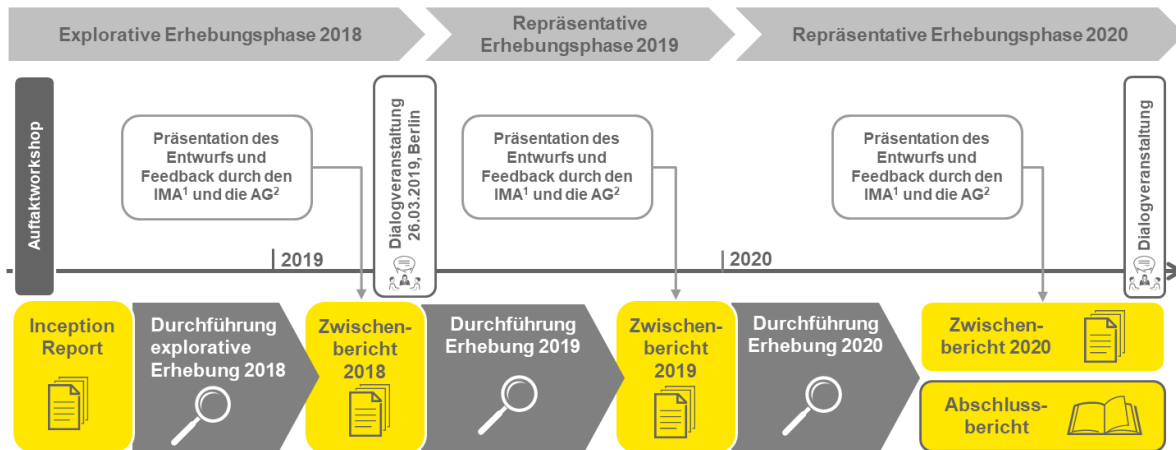 Explorative Erhebungsphase 2018
Repräsentative
Erhebungsphase 2019
Repräsentative Erhebungsphase 2020
Auftaktworkshop
Präsentation des
Entwurfs und
Feedback durch den
IMA¹ und die AG²
Dialogveranstaltung
26.03.2019, Berlin
Präsentation des
Entwurfs und
Feedback durch den
IMA¹ und die AG²
Präsentation des
Entwurfs und
Feedback durch den
IMA¹ und die AG²
Dialogveranstaltung
2019
2020
Inception
Report
Durchführung
explorative
Erhebung 2018
Zwischen-
bericht
2018
Durchführung
Erhebung 2019
Zwischen-
bericht
2019
Durchführung
Erhebung 2020
Zwischen-
bericht 2020
Abschluss-
bericht